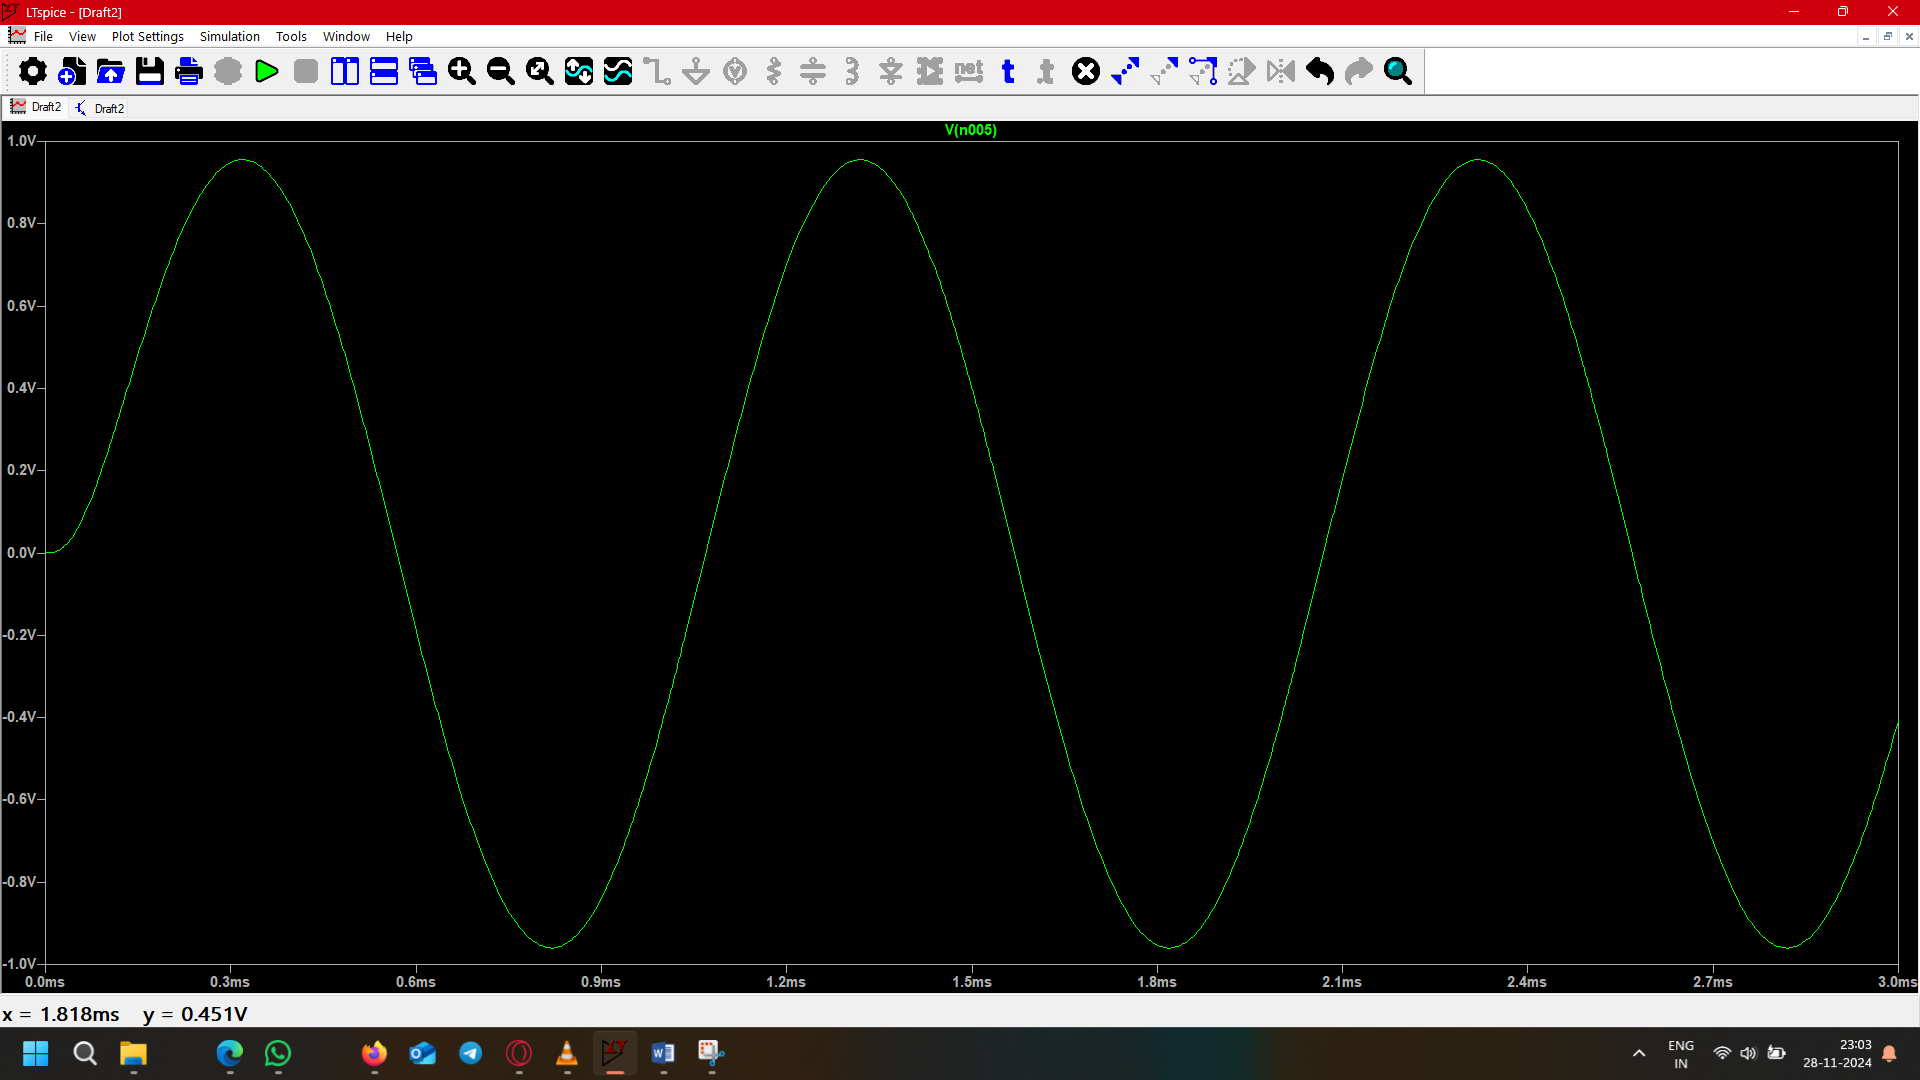 LTspice - [Draft2]
File View Plot Settings Simulation Tools Window Help
net t t
Draft2 Draft2
V(n005)
1.0V
0.8V
0.6V
0.4V
0.2V
0.0V
-0.2V
-0.4V
-0.6V
-0.8V
-1.0V
0.0ms 0.3ms 0.6ms 0.9ms 1.2ms 1.5ms 1.8ms 2.1ms 2.4ms 2.7ms 3.0ms
x = 1.818ms y = 0.451V
ENG
IN
23:03
28-11-2024